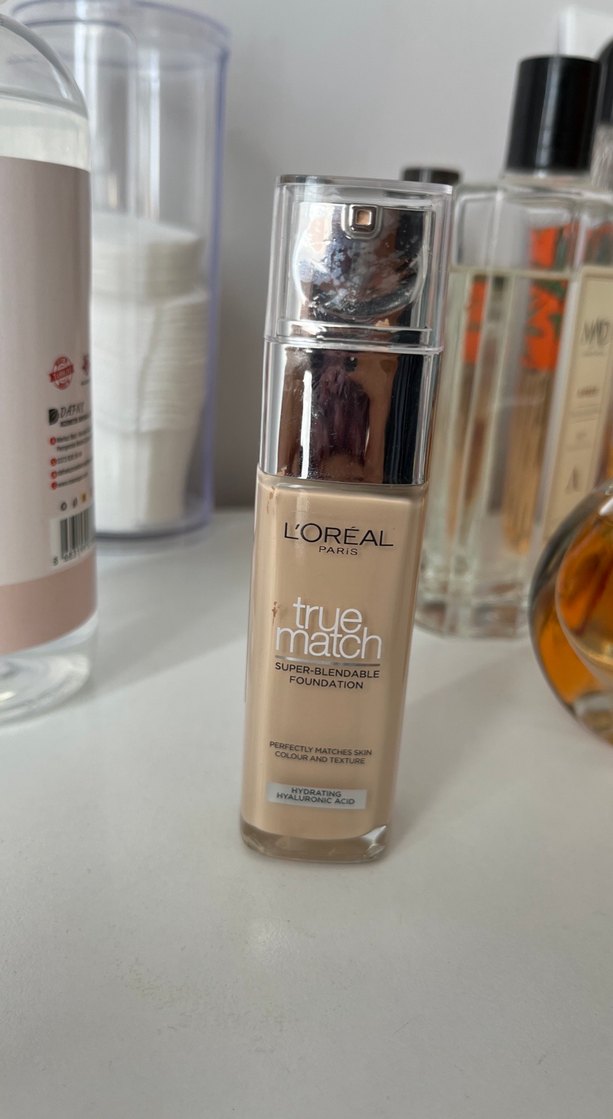 L'ORÉAL
PARIS
true
match
SUPER-BLENDABLE
FOUNDATION
PERFECTLY MATCHES SKIN
COLOUR AND TEXTURE
HYDRATING
HYALURONIC ACID